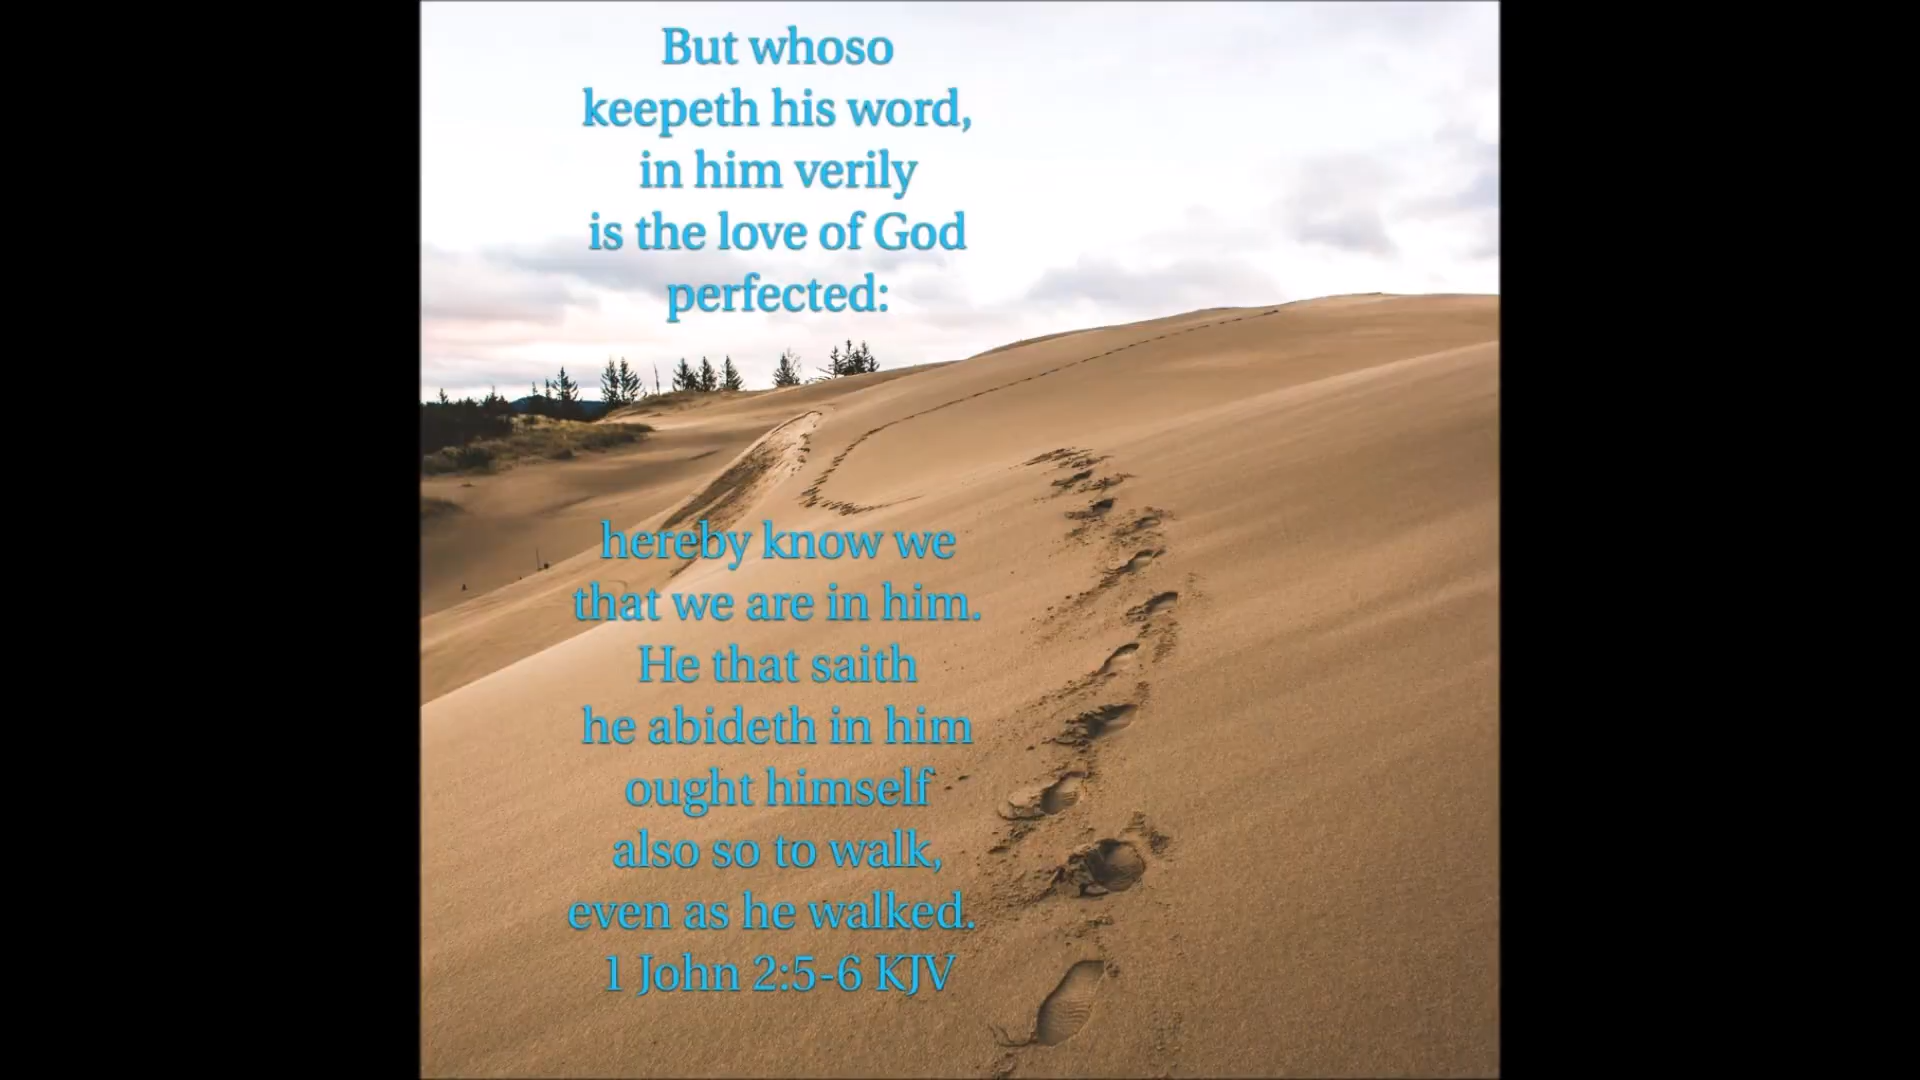 But whoso
keepeth his word,
in him verily
is the love of God
perfected:
hereby know we
that we are in him.
He that saith
he abideth in him
ought himself
also so to walk,
even as he walked.
1 John 2:5-6 KJV